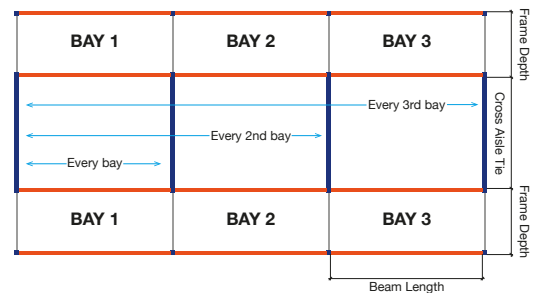 BAY 1 BAY 2 BAY 3
Frame Depth
Every 3rd bay
Cross Aisle Tie
Every 2nd bay
Every bay
BAY 1 BAY 2 BAY 3
Frame Depth
Beam Length